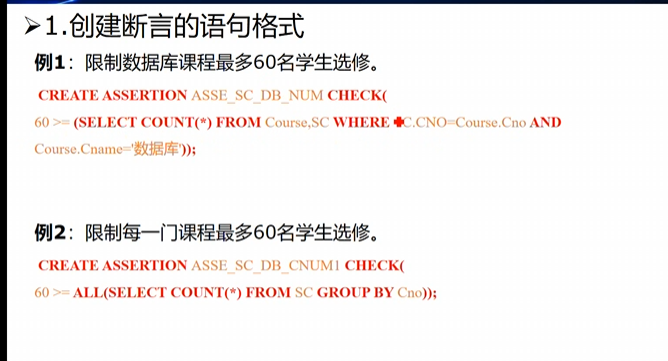 ➢1.创建断言的语句格式
例1：限制数据库课程最多60名学生选修。
CREATE ASSERTION ASSE_SC_DB_NUM CHECK(
60 >= (SELECT COUNT(*) FROM Course,SC WHERE C.CNO=Course.Cno AND
Course.Cname='数据库'));
例2：限制每一门课程最多60名学生选修。
CREATE ASSERTION ASSE_SC_DB_CNUM1 CHECK(
60 >= ALL(SELECT COUNT(*) FROM SC GROUP BY Cno));